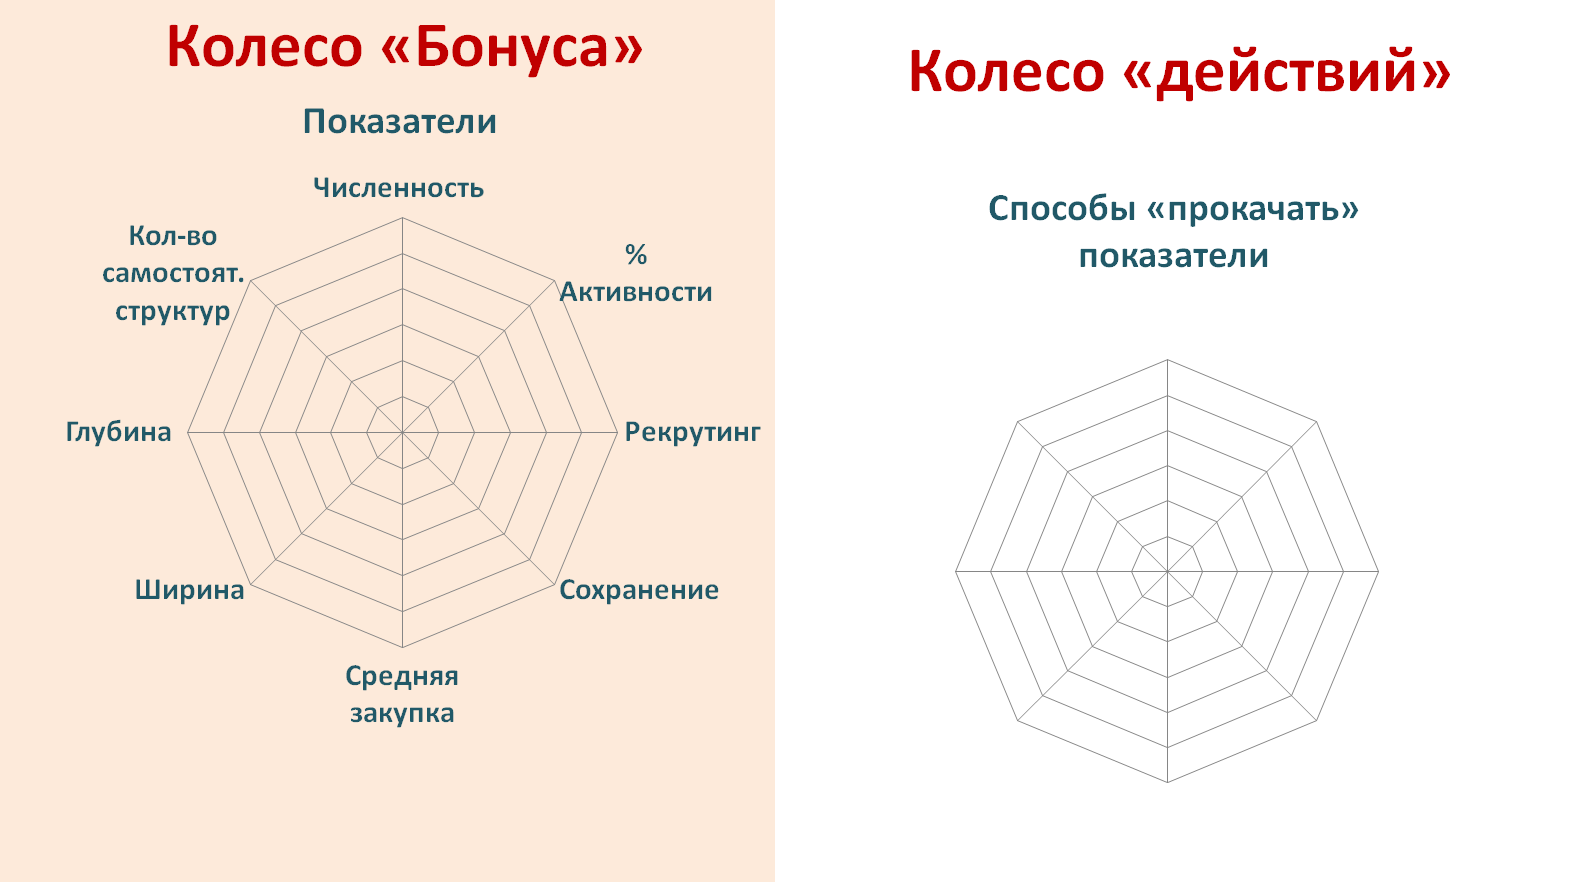 Колесо «Бонуса»
Показатели
Численность
Кол-во
самостоят.
структур
%
Активности
Глубина
Рекрутинг
Ширина
Сохранение
Средняя
закупка
Колесо «действий»
Способы «прокачать»
показатели